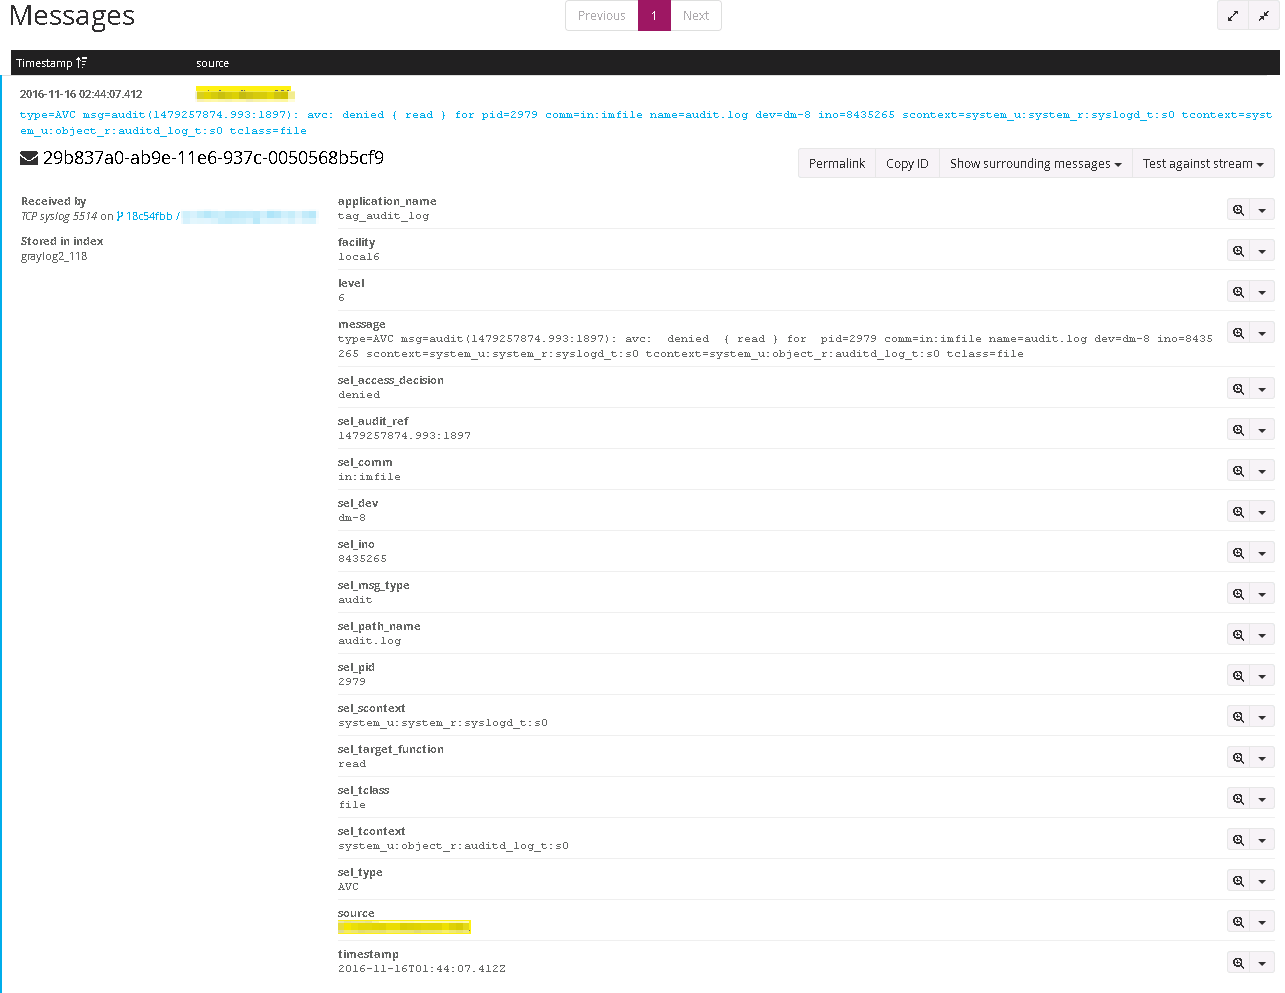 Messages
Previous 1 Next
Timestamp source
2016-11-16 02:44:07.412
type=AVC msg=audit(1479257874.993:1897): avc: denied { read } for pid=2979 comm=in:imfile name=audit.log dev=dm-8 ino=8435265 scontext=system_u:system_r:syslogd_t:s0 tcontext=syst
em_u:object_r:auditd_log_t:s0 tclass=file
29b837a0-ab9e-11e6-937c-0050568b5cf9
Permalink Copy ID Show surrounding messages Test against stream
Received by
TCP syslog 5514 on 18c54fbb /
Stored in index
graylog2_118
application_name
tag_audit_log
facility
local6
level
6
message
type=AVC msg=audit(1479257874.993:1897): avc:  denied  { read } for  pid=2979 comm=in:imfile name=audit.log dev=dm-8 ino=8435
265 scontext=system_u:system_r:syslogd_t:s0 tcontext=system_u:object_r:auditd_log_t:s0 tclass=file
sel_access_decision
denied
sel_audit_ref
1479257874.993:1897
sel_comm
in:imfile
sel_dev
dm-8
sel_ino
8435265
sel_msg_type
audit
sel_path_name
audit.log
sel_pid
2979
sel_scontext
system_u:system_r:syslogd_t:s0
sel_target_function
read
sel_tclass
file
sel_tcontext
system_u:object_r:auditd_log_t:s0
sel_type
AVC
source
timestamp
2016-11-16T01:44:07.412Z